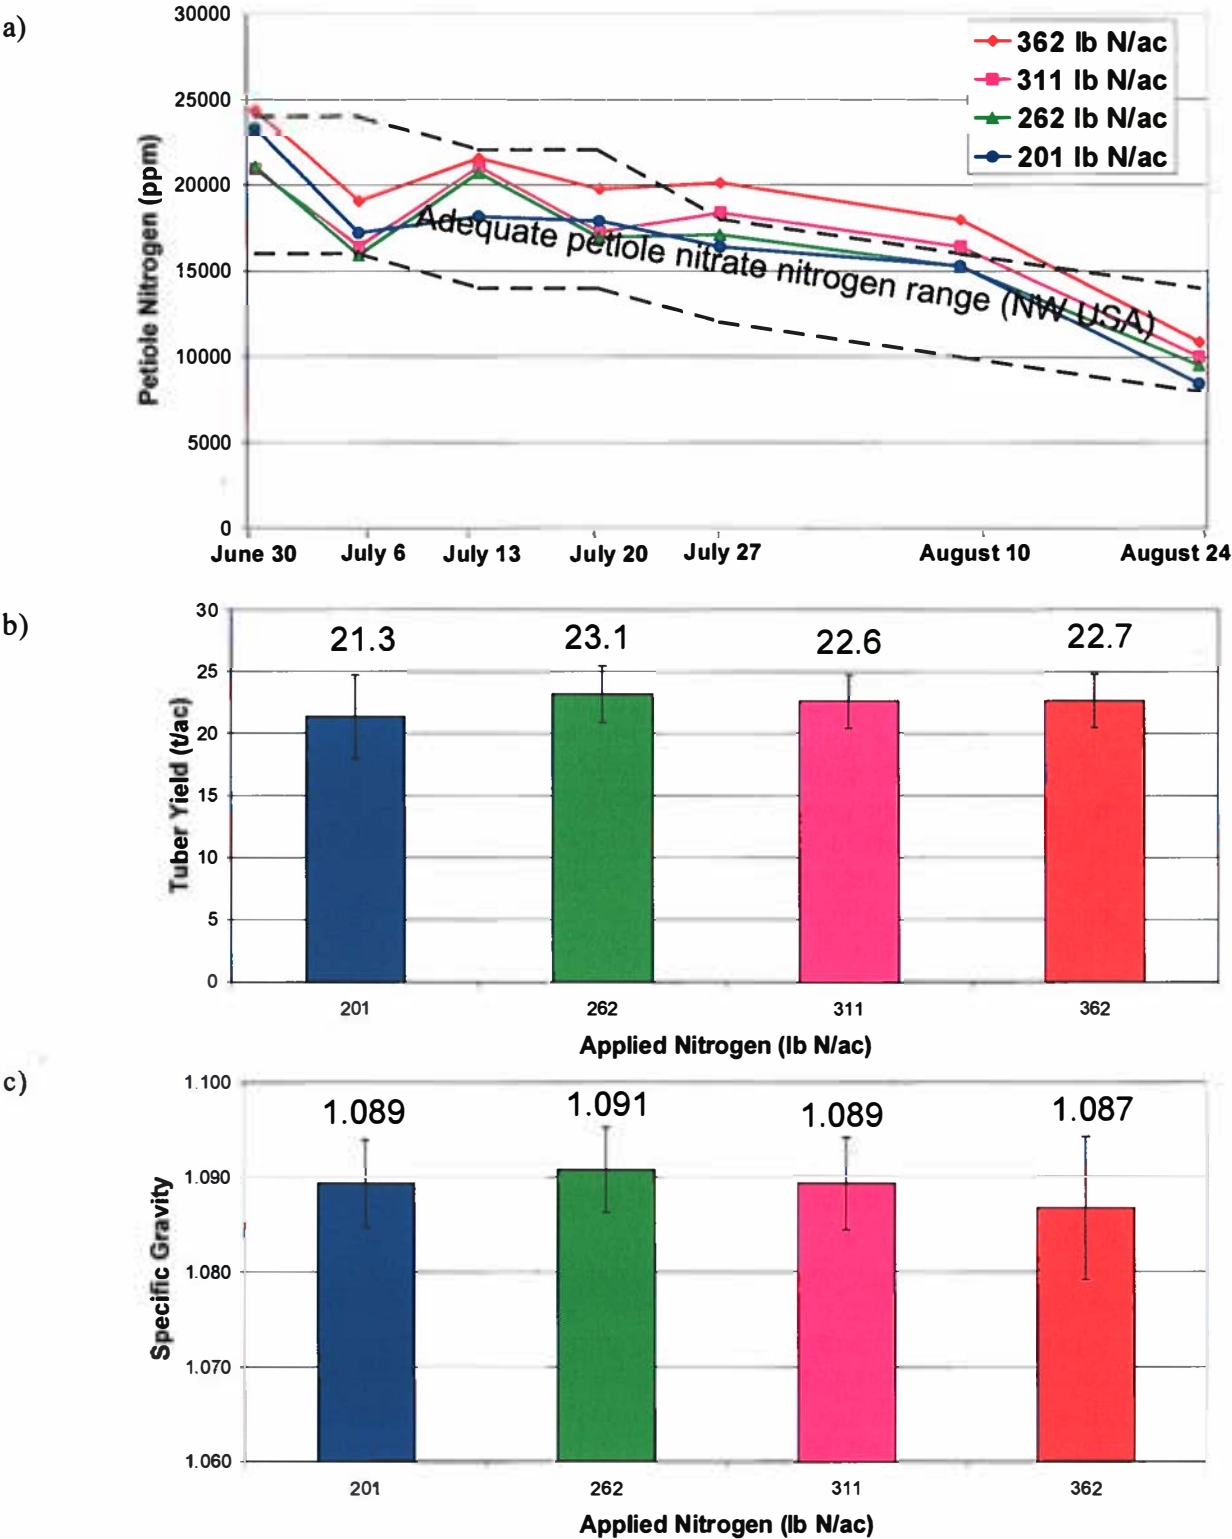 a)
30000
25000
20000
15000
10000
5000
0
Petiole Nitrogen (ppm)
362 lb N/ac
311 lb N/ac
262 lb N/ac
201 lb N/ac
Adequate petiole nitrate nitrogen range (NW USA)
June 30 July 6 July 13 July 20 July 27 August 10 August 24
b)
30
25
20
15
10
5
0
Tuber Yield (t/ac)
21.3 23.1 22.6 22.7
201 262 311 362
Applied Nitrogen (lb N/ac)
c)
1.100
1.090
1.080
1.070
1.060
Specific Gravity
1.089 1.091 1.089 1.087
201 262 311 362
Applied Nitrogen (lb N/ac)